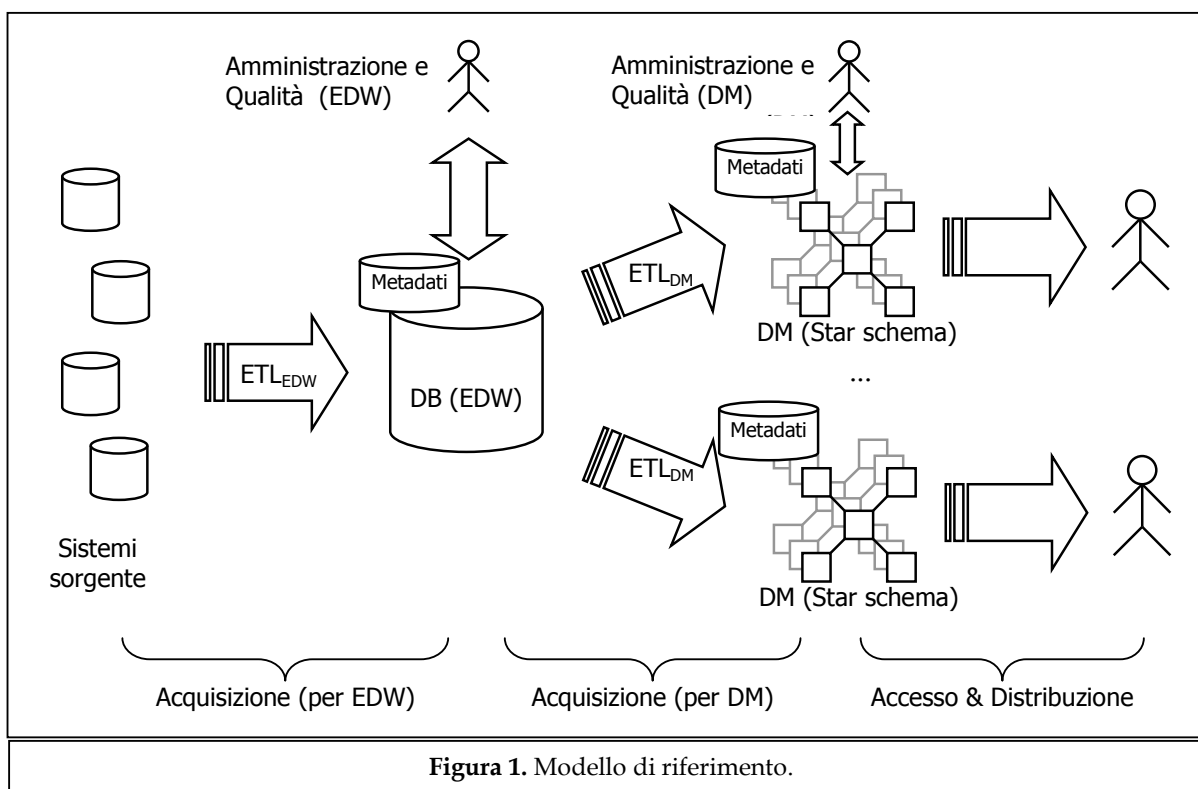 Amministrazione e
Qualità (EDW)
Amministrazione e
Qualità (DM)
Metadati
Metadati
ETLDM
DM (Star schema)
...
ETLEDW
DB (EDW)
Metadati
ETLDM
DM (Star schema)
Sistemi
sorgente
Acquisizione (per EDW)
Acquisizione (per DM)
Accesso & Distribuzione
Figura 1. Modello di riferimento.